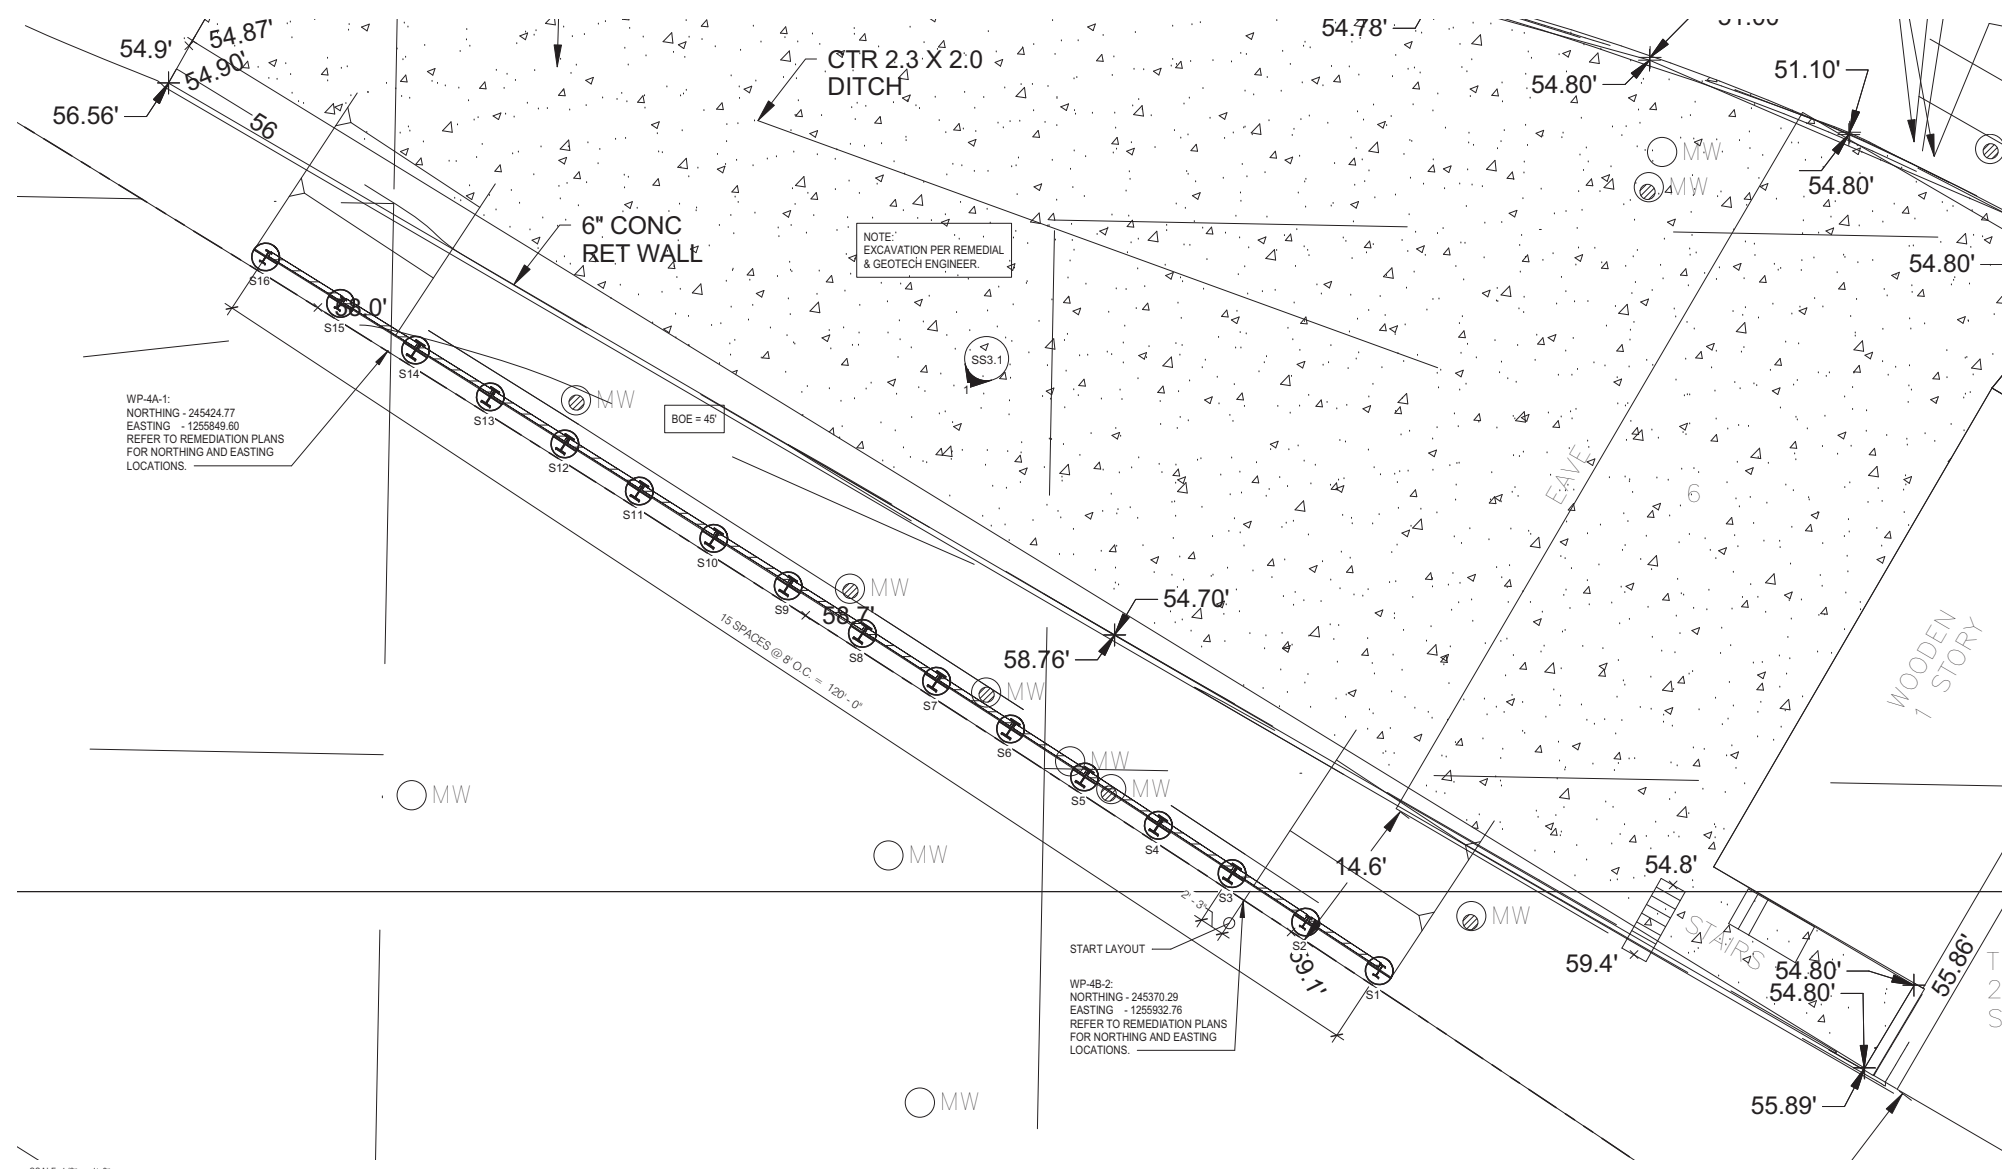 54.9'
54.87'
54.90'
56.56'
56
CTR 2.3 X 2.0
DITCH
54.78'
54.80'
51.10'
MW
MW
54.80'
54.80'
6" CONC
RET WALL
NOTE:
EXCAVATION PER REMEDIAL
& GEOTECH ENGINEER.
S16
S15
58.0'
S14
S13
S12
S11
S10
S9
S8
S7
S6
S5
S4
S3
S2
S1
SS3.1
1
MW
BOE = 45'
WP-4A-1:
NORTHING - 245424.77
EASTING - 1255849.60
REFER TO REMEDIATION PLANS
FOR NORTHING AND EASTING
LOCATIONS.
EAVE
6
MW
58.7'
15 SPACES @ 8' O.C. = 120' - 0"
54.70'
58.76'
MW
WOODEN
1 STORY
MW
MW
MW
MW
14.6'
54.8'
2' - 3"
MW
STAIRS
START LAYOUT
59.1'
59.4'
54.80'
54.80'
55.86'
WP-4B-2:
NORTHING - 245370.29
EASTING - 1255932.76
REFER TO REMEDIATION PLANS
FOR NORTHING AND EASTING
LOCATIONS.
T
2
S
MW
55.89'